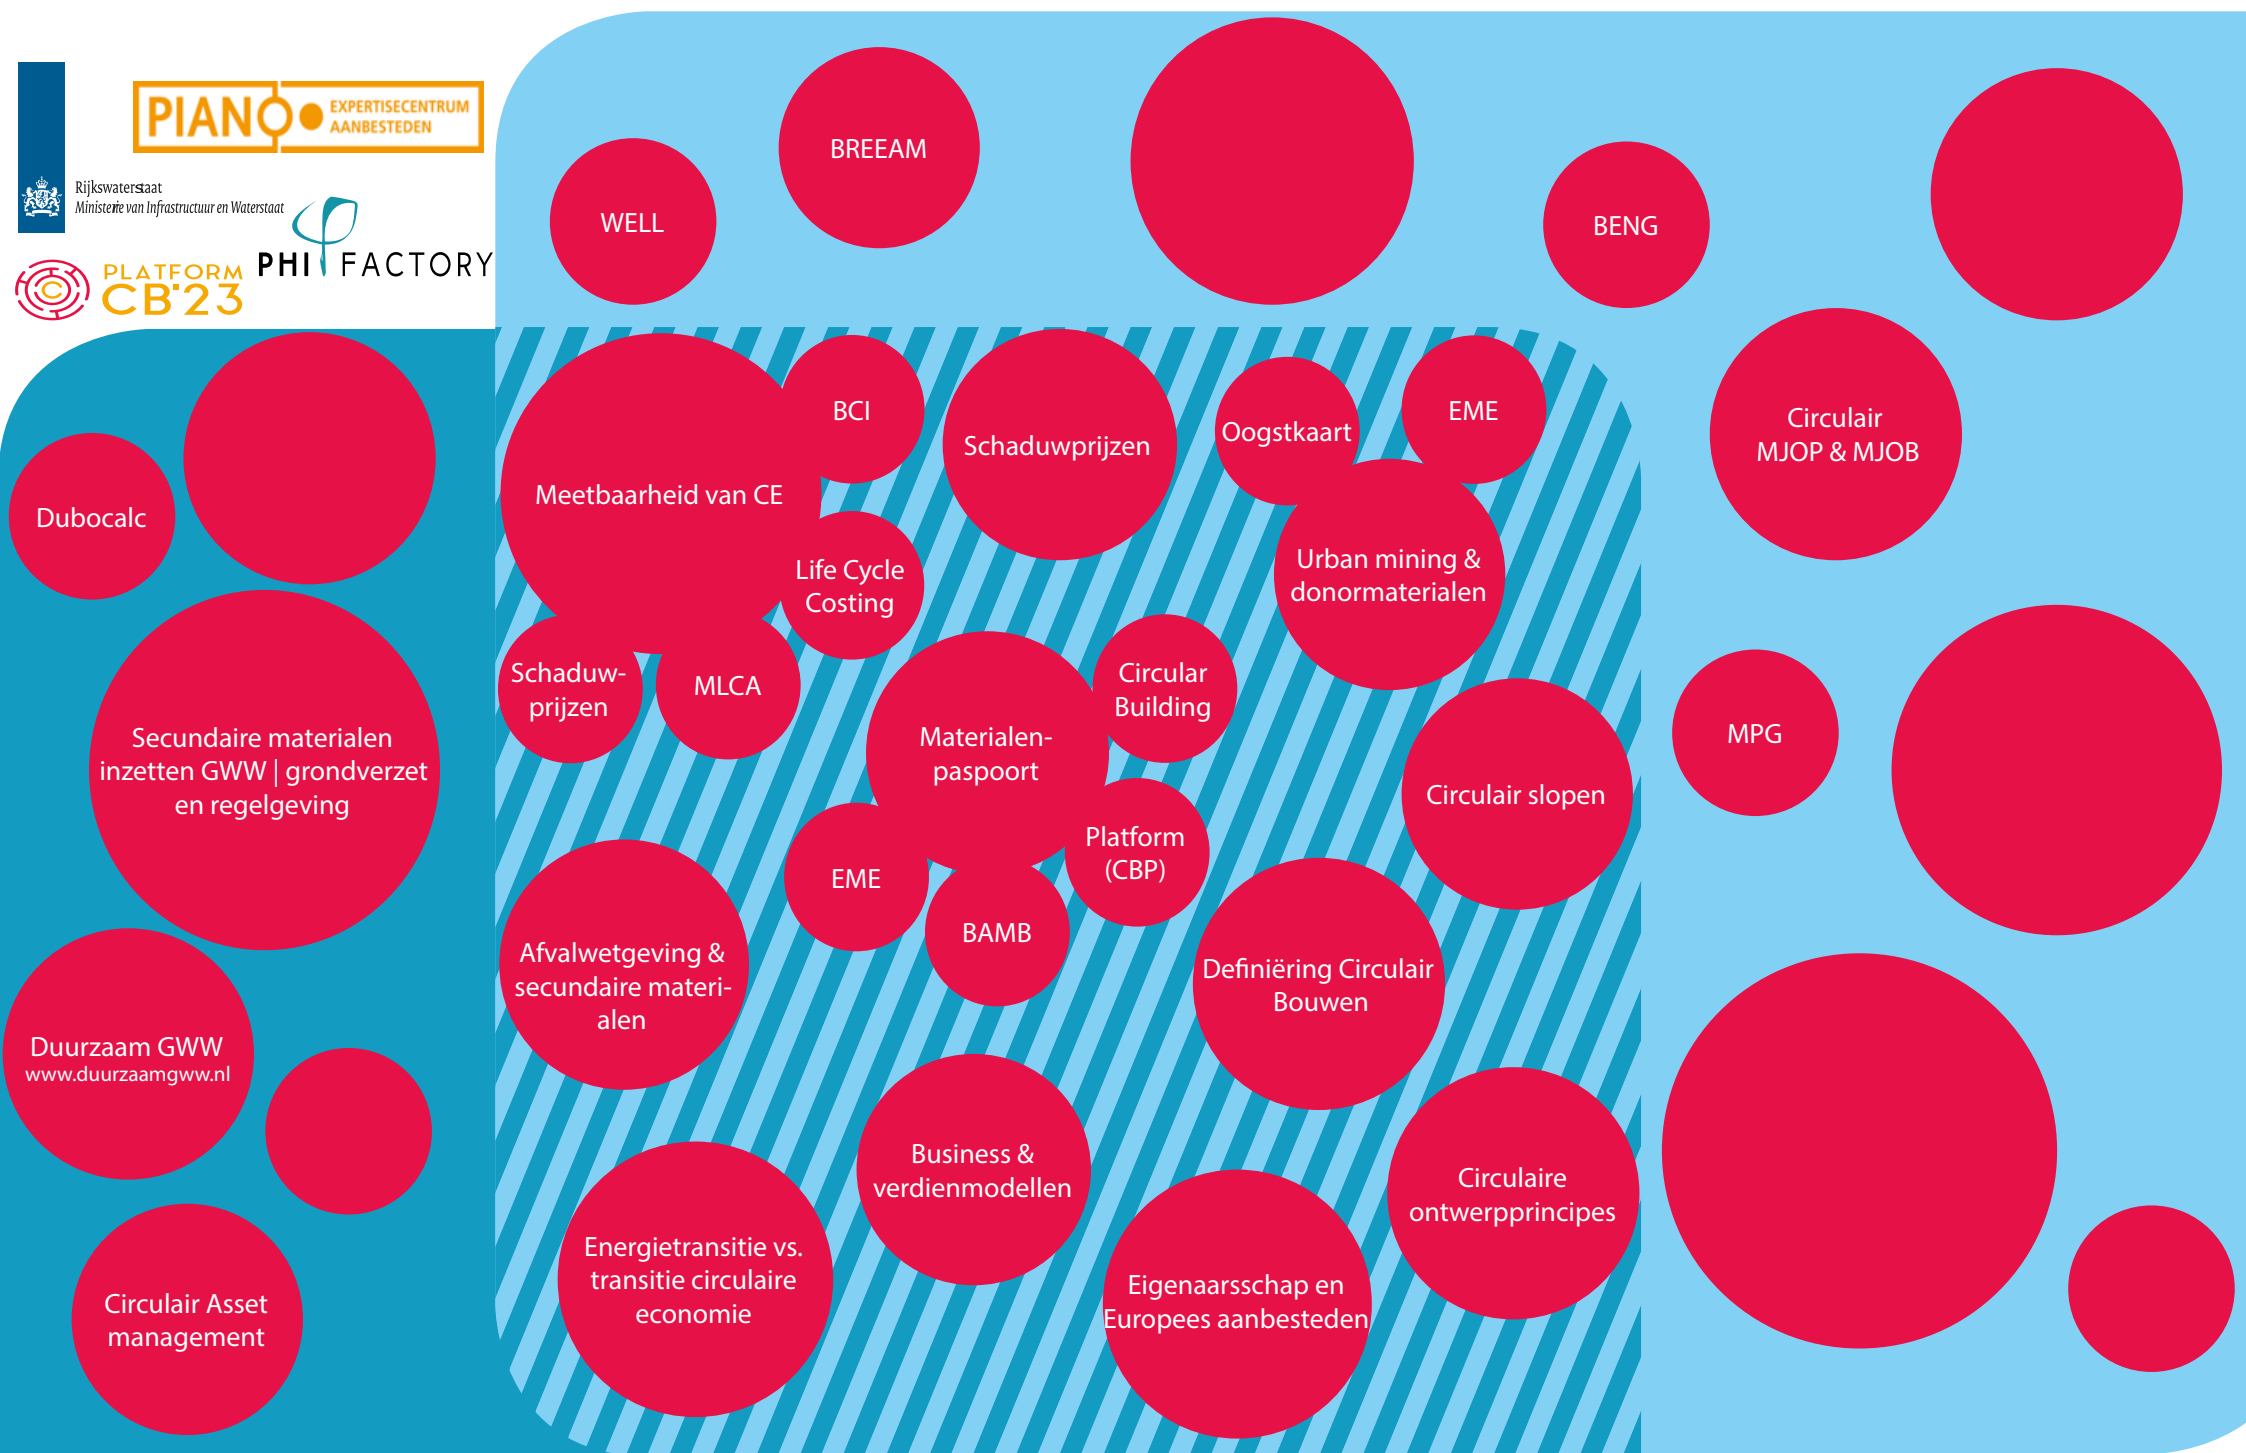 PIANOo
EXPERTISECENTRUM
AANBESTEDEN
Rijkswaterstaat
Ministerie van Infrastructuur en Waterstaat
PHI FACTORY
PLATFORM
CB'23
WELL
BREEAM
BENG
Dubocalc
Secundaire materialen
inzetten GWW | grondverzet
en regelgeving
Duurzaam GWW
www.duurzaamgww.nl
Circulair Asset
management
Meetbaarheid van CE
BCI
Schaduwprijzen
Oogstkaart
EME
Life Cycle
Costing
Urban mining &
donormaterialen
Schaduw-
prijzen
MLCA
Materialen-
paspoort
Circular
Building
Platform
(CBP)
EME
BAMB
Circulair slopen
Afvalwetgeving &
secundaire materi-
alen
Definiëring Circulair
Bouwen
Business &
verdienmodellen
Circulaire
ontwerpprincipes
Energietransitie vs.
transitie circulaire
economie
Eigenaarsschap en
Europees aanbesteden
Circulair
MJOP & MJOB
MPG